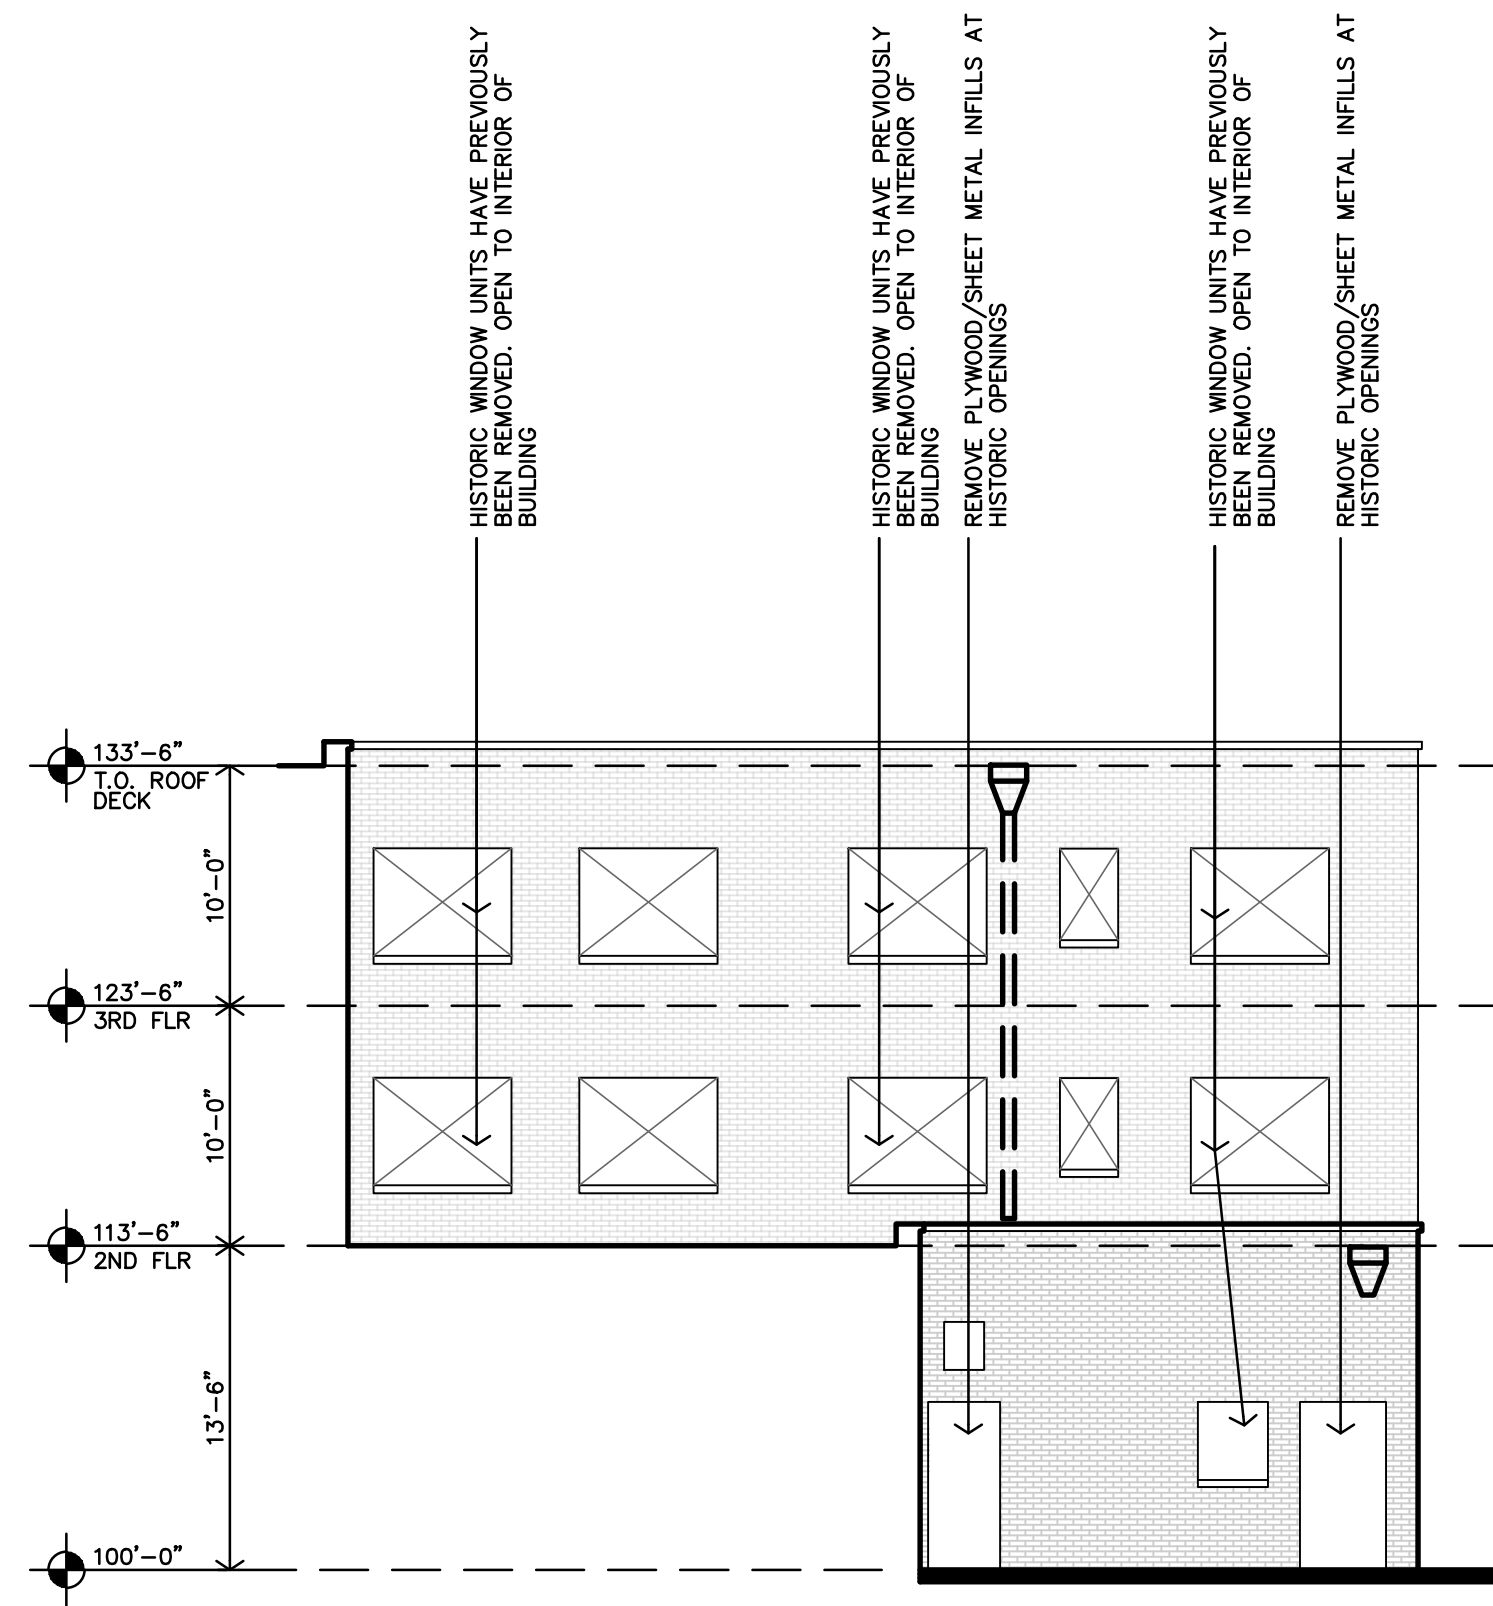 HISTORIC WINDOW UNITS HAVE PREVIOUSLY
BEEN REMOVED. OPEN TO INTERIOR OF
BUILDING
HISTORIC WINDOW UNITS HAVE PREVIOUSLY
BEEN REMOVED. OPEN TO INTERIOR OF
BUILDING
REMOVE PLYWOOD/SHEET METAL INFILLS AT
HISTORIC OPENINGS
HISTORIC WINDOW UNITS HAVE PREVIOUSLY
BEEN REMOVED. OPEN TO INTERIOR OF
BUILDING
REMOVE PLYWOOD/SHEET METAL INFILLS AT
HISTORIC OPENINGS
133'-6"
T.O. ROOF
DECK
10'-0"
123'-6"
3RD FLR
10'-0"
113'-6"
2ND FLR
13'-6"
100'-0"